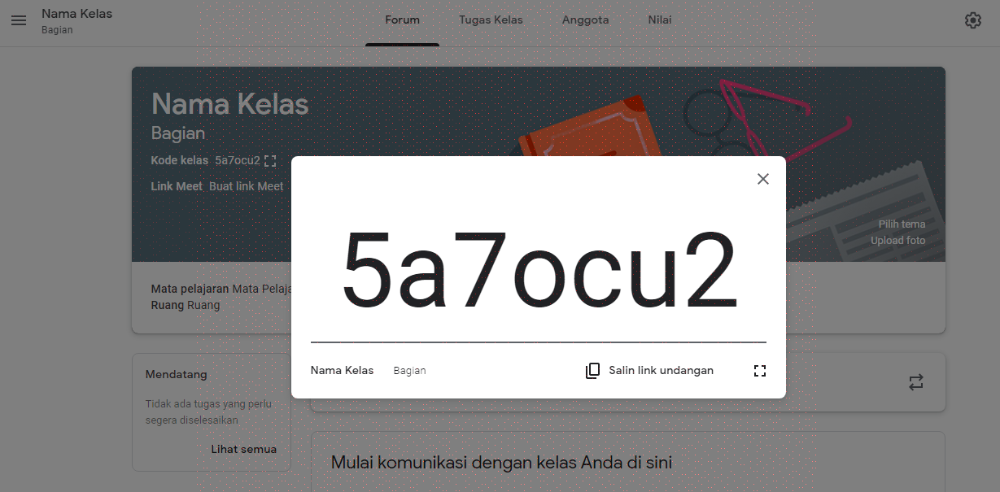 Nama Kelas
Bagian
Forum
Tugas Kelas
Anggota
Nilai
Nama Kelas
Bagian
Kode kelas 5a7ocu2
Link Meet Buat link Meet
Pilih tema
Upload foto
Mata pelajaran Mata Pelaja
Ruang Ruang
5a7ocu2
Nama Kelas Bagian Salin link undangan
Mendatang
Tidak ada tugas yang perlu
segera diselesaikan
Lihat semua
Mulai komunikasi dengan kelas Anda di sini